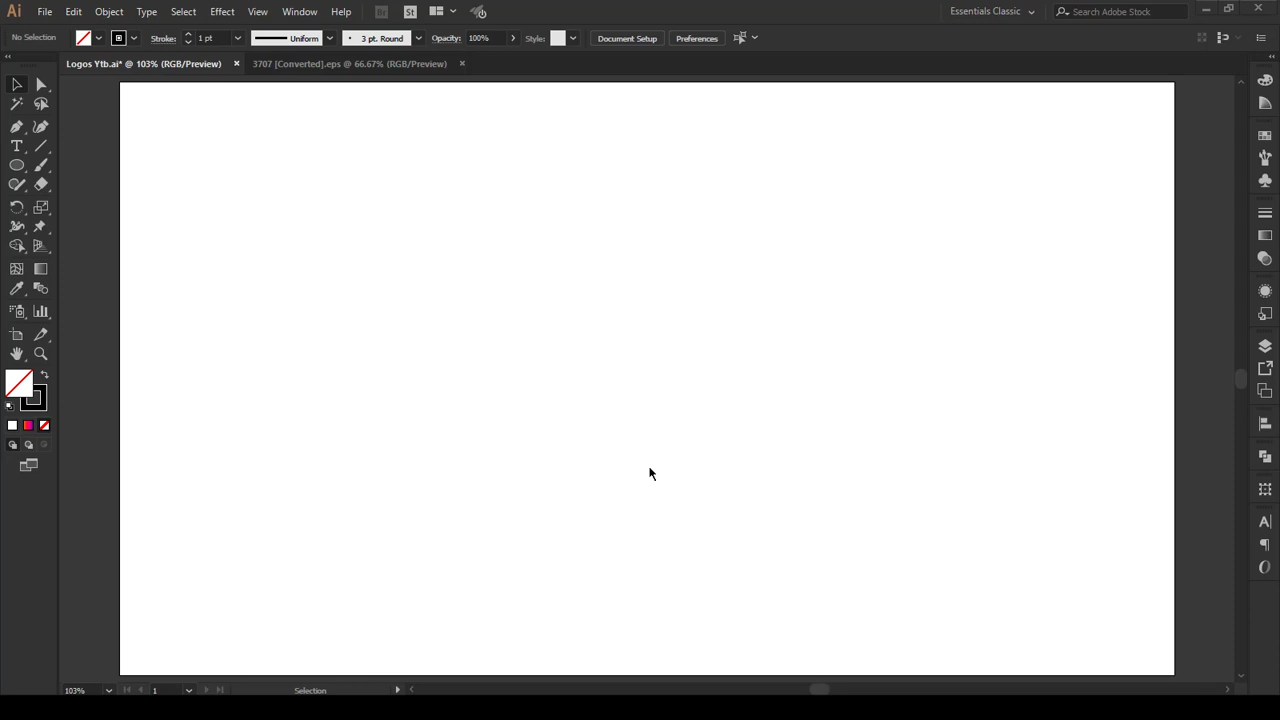 Ai File Edit Object Type Select Effect View Window Help Br St Essentials Classic Search Adobe Stock
No Selection Stroke: 1 pt Uniform 3 pt. Round Opacity: 100% Style: Document Setup Preferences
Logos Ytb.ai* @ 103% (RGB/Preview) × 3707 [Converted].eps @ 66.67% (RGB/Preview) ×
103% 1 Selection